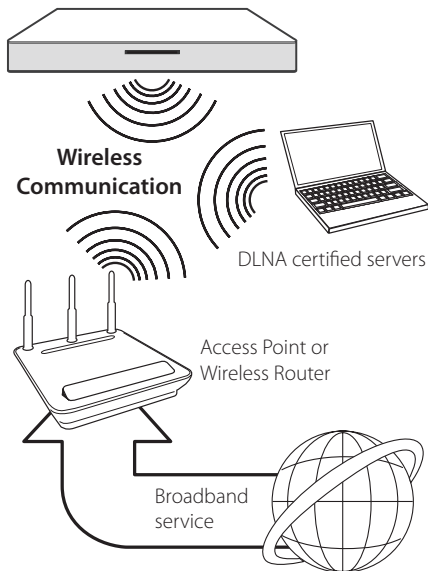 Wireless
Communication
DLNA certified servers
Access Point or
Wireless Router
Broadband
service